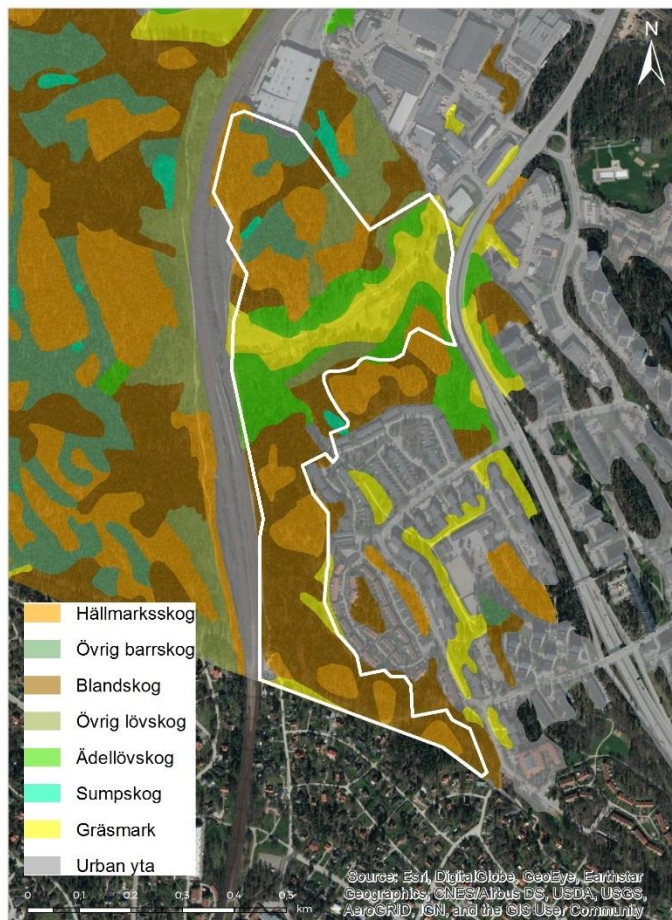 N
Hällmarksskog
Övrig barrskog
Blandskog
Övrig lövskog
Ädellövskog
Sumpskog
Gräsmark
Urban yta
0 0,1 0,2 0,3 0,4 0,5
km
Source: Esri, DigitalGlobe, GeoEye, Earthstar
Geographics, CNES/Airbus DS, USDA, USGS,
AeroGRID, IGN, and the GIS User Community